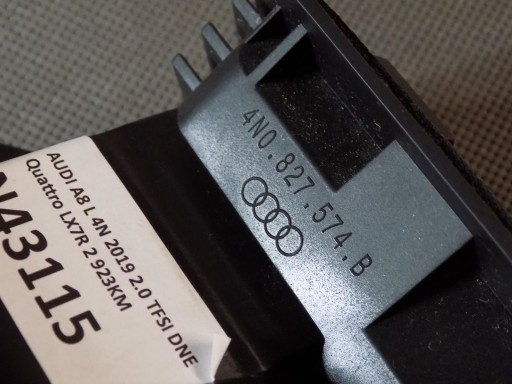 4N0.827.574.B
AUDI A8 L 4N 2019 2.0 TFSI DNE
Quattro LX7R 2 923KM
N43115